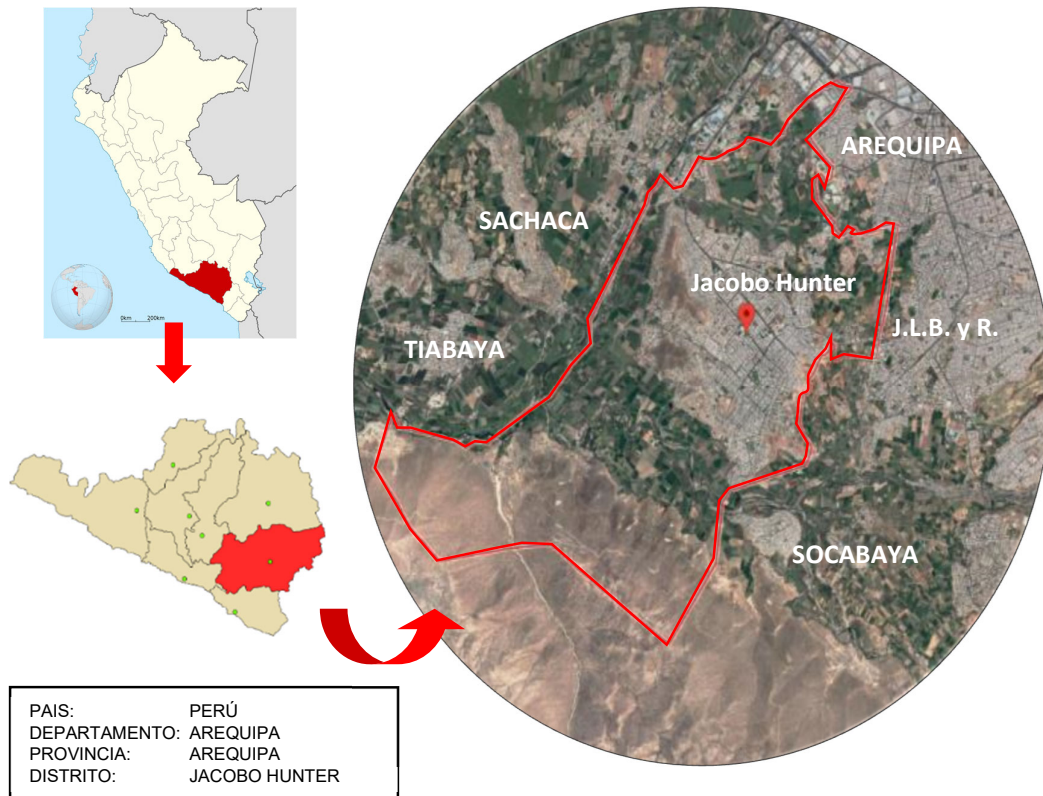 0km 200km
AREQUIPA
SACHACA
Jacobo Hunter
J.L.B. y R.
TIABAYA
SOCABAYA
PAIS: PERÚ
DEPARTAMENTO: AREQUIPA
PROVINCIA: AREQUIPA
DISTRITO: JACOBO HUNTER